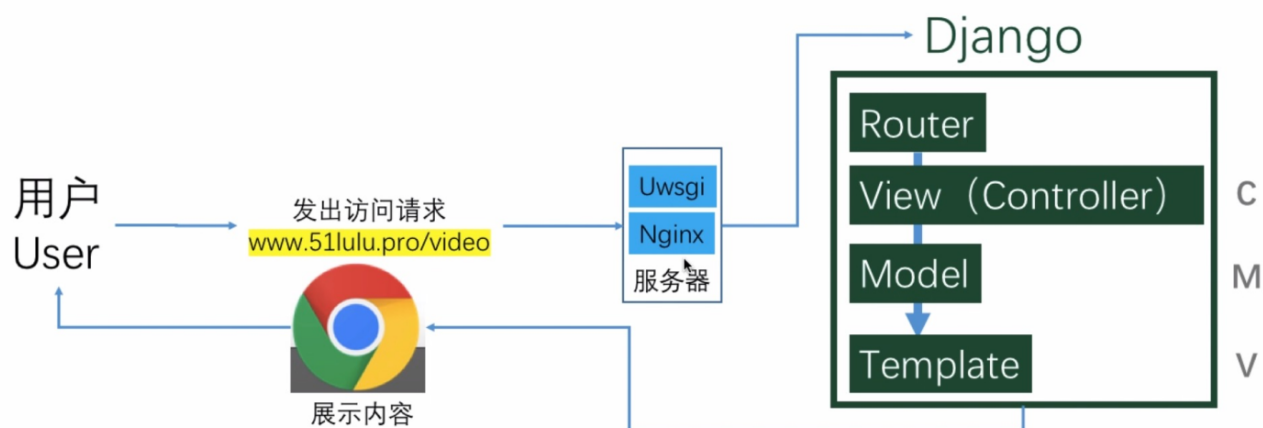 Django
Router
View（Controller）
C
Model
M
Template
V
用户
User
发出访问请求
www.51lulu.pro/video
展示内容
Uwsgi
Nginx
服务器